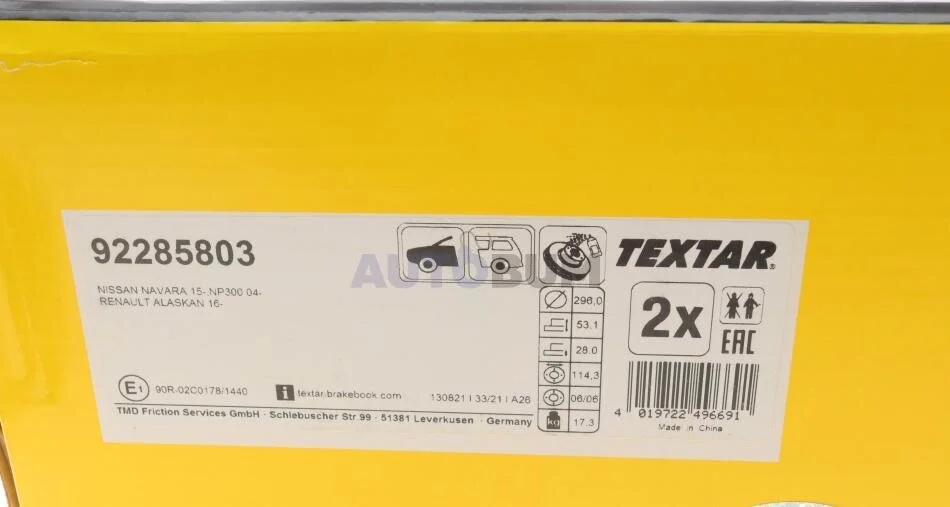 92285803
TEXTAR®
NISSAN NAVARA 15-,NP300 04-
RENAULT ALASKAN 16-
AUTOBUM
296,0
53.1
28.0
114,3
06/06
kg 17.3
2x
EAC
E1 90R-02C0178/1440
i textar.brakebook.com
130821 I 33/21 I A26
TMD Friction Services GmbH · Schlebuscher Str.99 · 51381 Leverkusen · Germany
4 019722 496691
Made in China